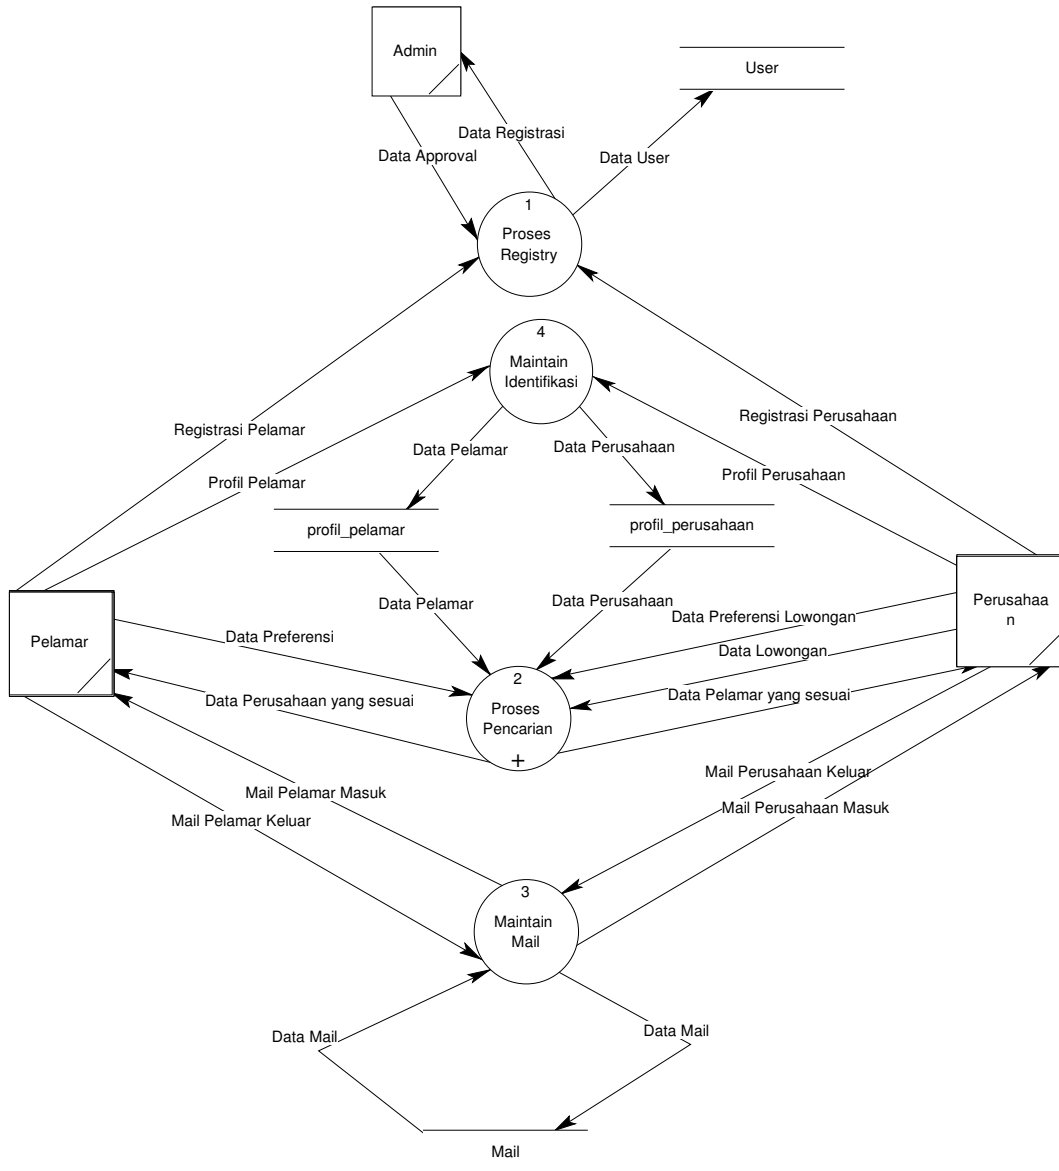 Admin
User
Data Registrasi
Data Approval
Data User
1
Proses
Registry
4
Maintain
Identifikasi
Registrasi Perusahaan
Registrasi Pelamar
Data Pelamar
Data Perusahaan
Profil Pelamar
Profil Perusahaan
profil_pelamar
profil_perusahaan
Data Pelamar
Data Perusahaan
Perusahaa
n
Data Preferensi Lowongan
Pelamar
Data Preferensi
Data Lowongan
2
Proses
Pencarian
+
Data Perusahaan yang sesuai
Data Pelamar yang sesuai
Mail Perusahaan Keluar
Mail Pelamar Masuk
Mail Perusahaan Masuk
Mail Pelamar Keluar
3
Maintain
Mail
Data Mail
Data Mail
Mail